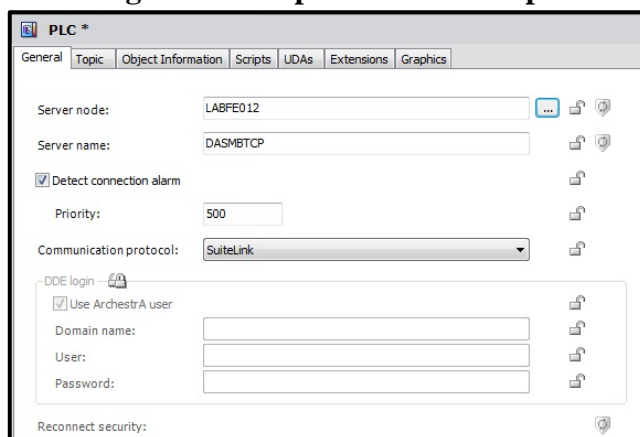 PLC *
General Topic Object Information Scripts UDAs Extensions Graphics
Server node: LABFE012 ...
Server name: DASMBTCP
Detect connection alarm
Priority: 500
Communication protocol: SuiteLink
DDE login
Use ArchestrA user
Domain name:
User:
Password:
Reconnect security: